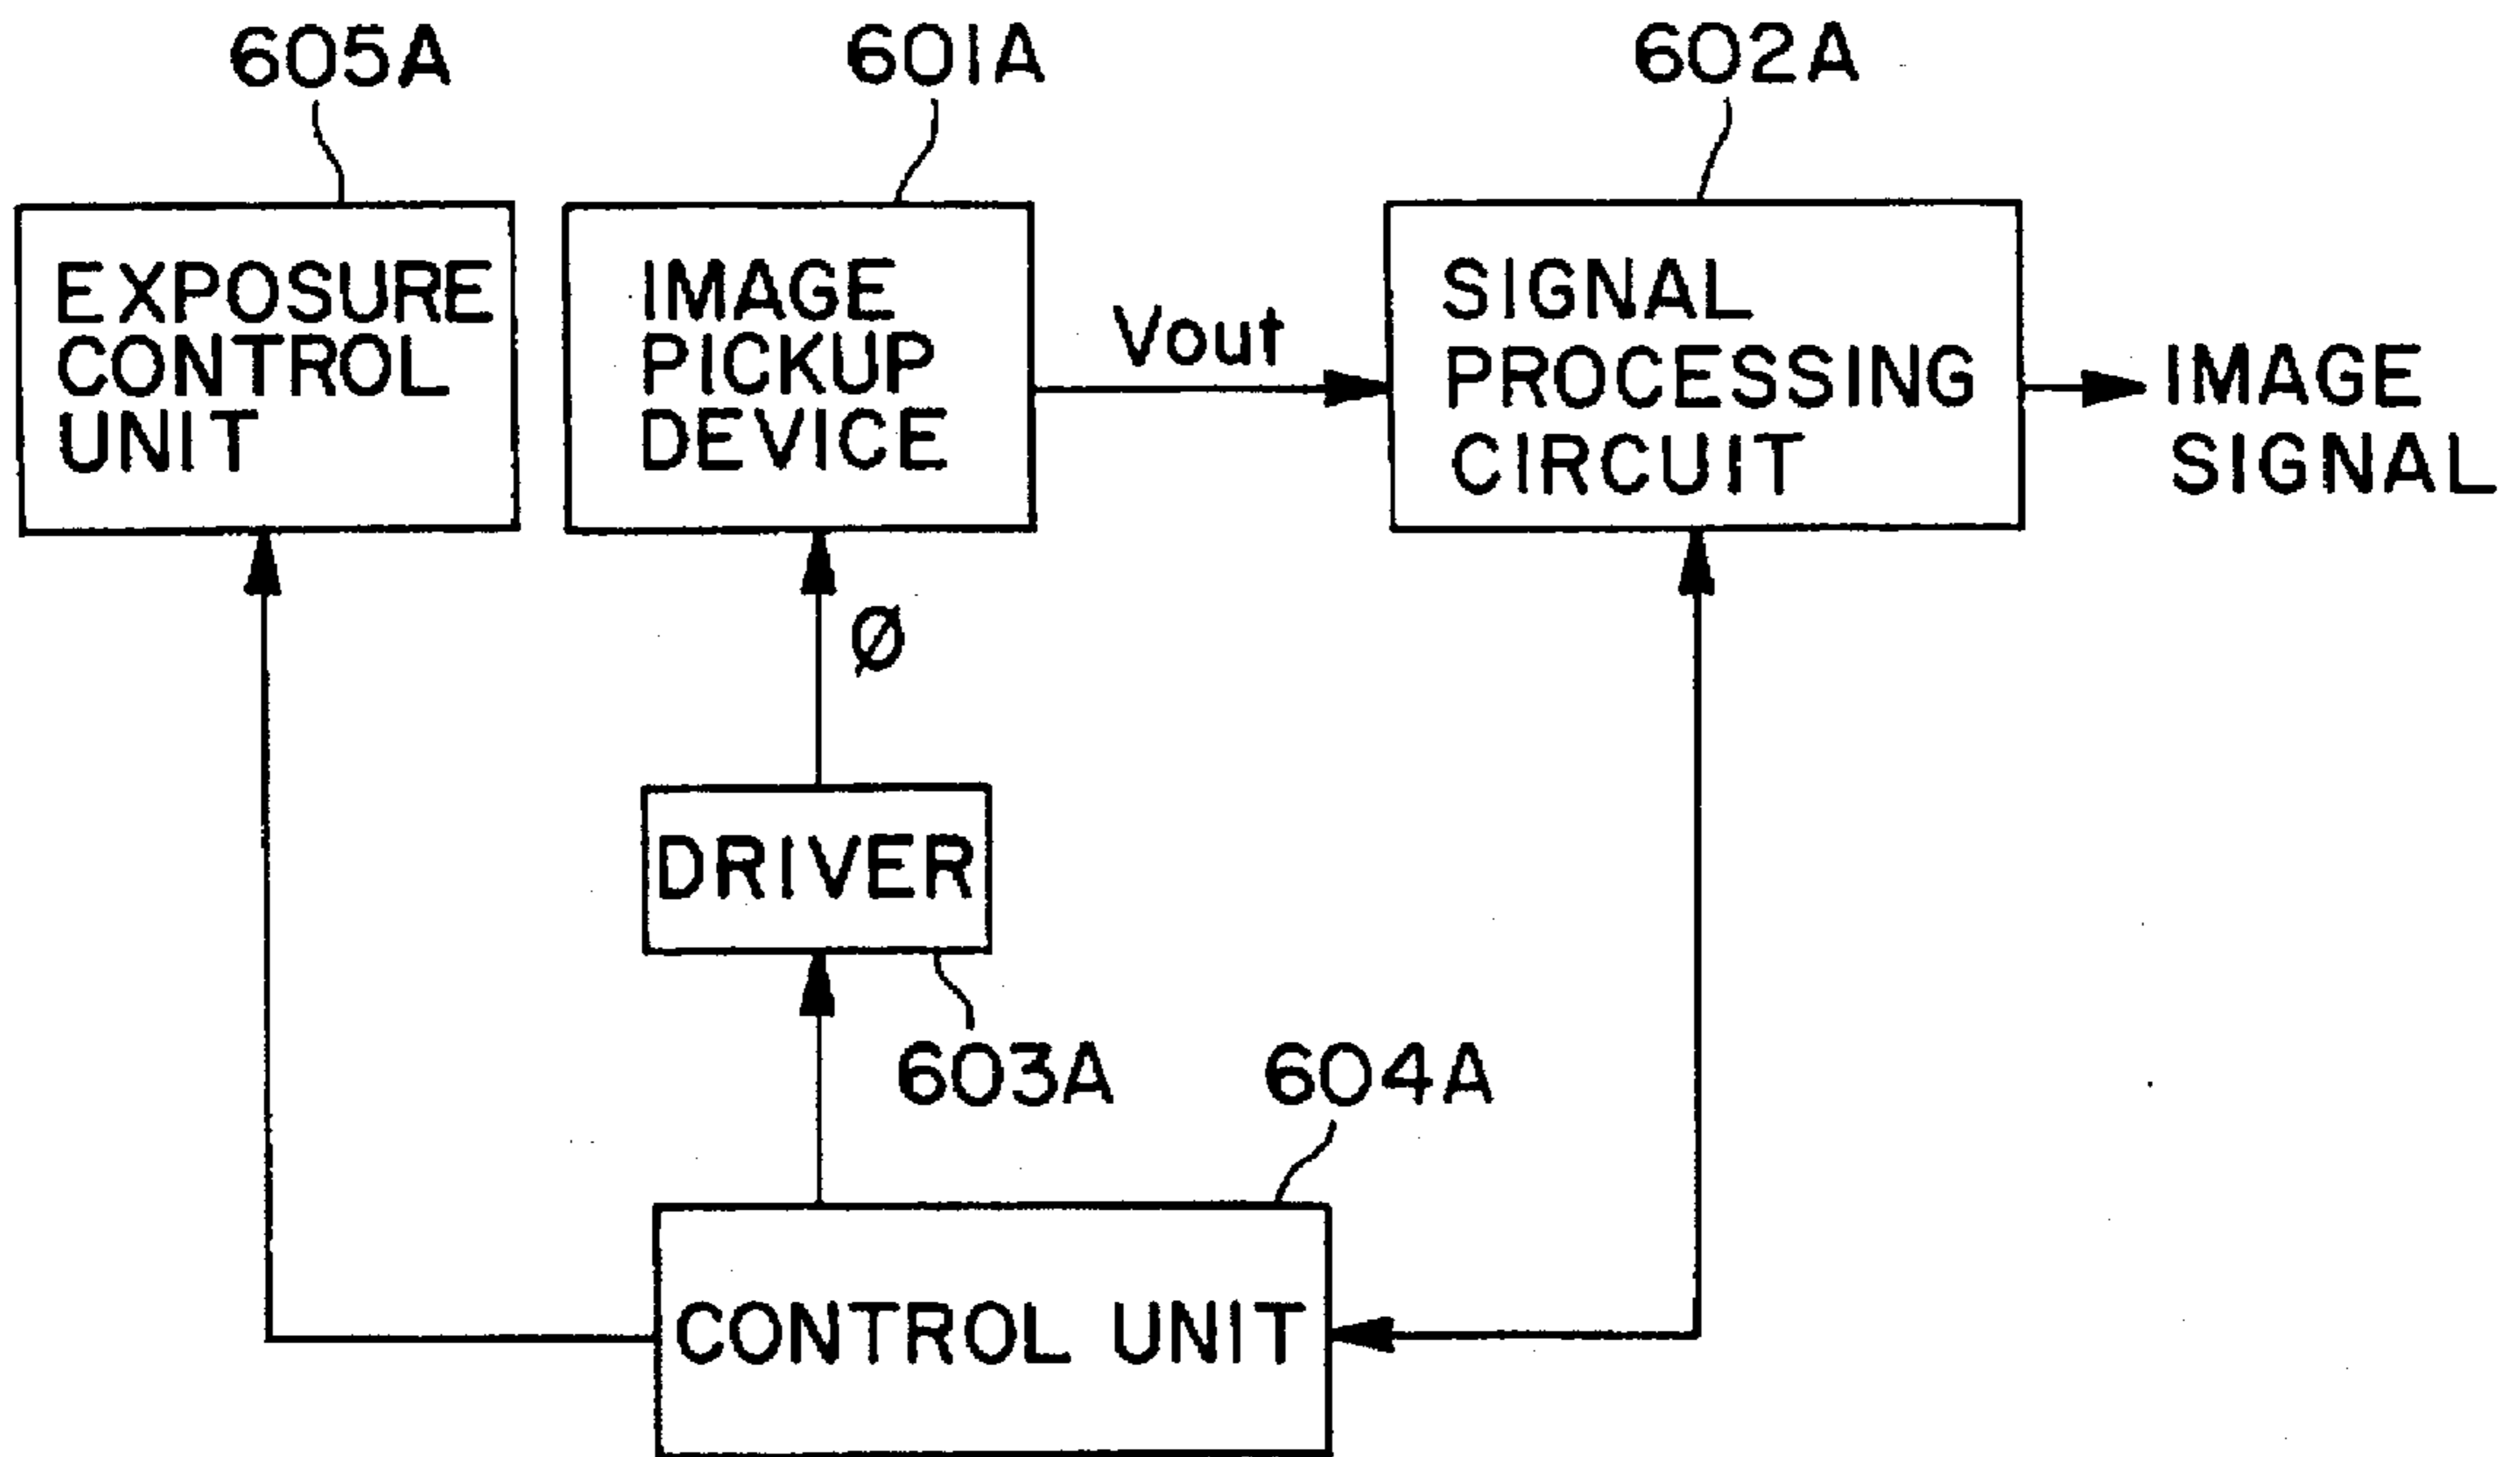 605A
601A
602A
EXPOSURE
CONTROL
UNIT
IMAGE
PICKUP
DEVICE
Vout
SIGNAL
PROCESSING
CIRCUIT
IMAGE
SIGNAL
Ø
DRIVER
603A
604A
CONTROL UNIT